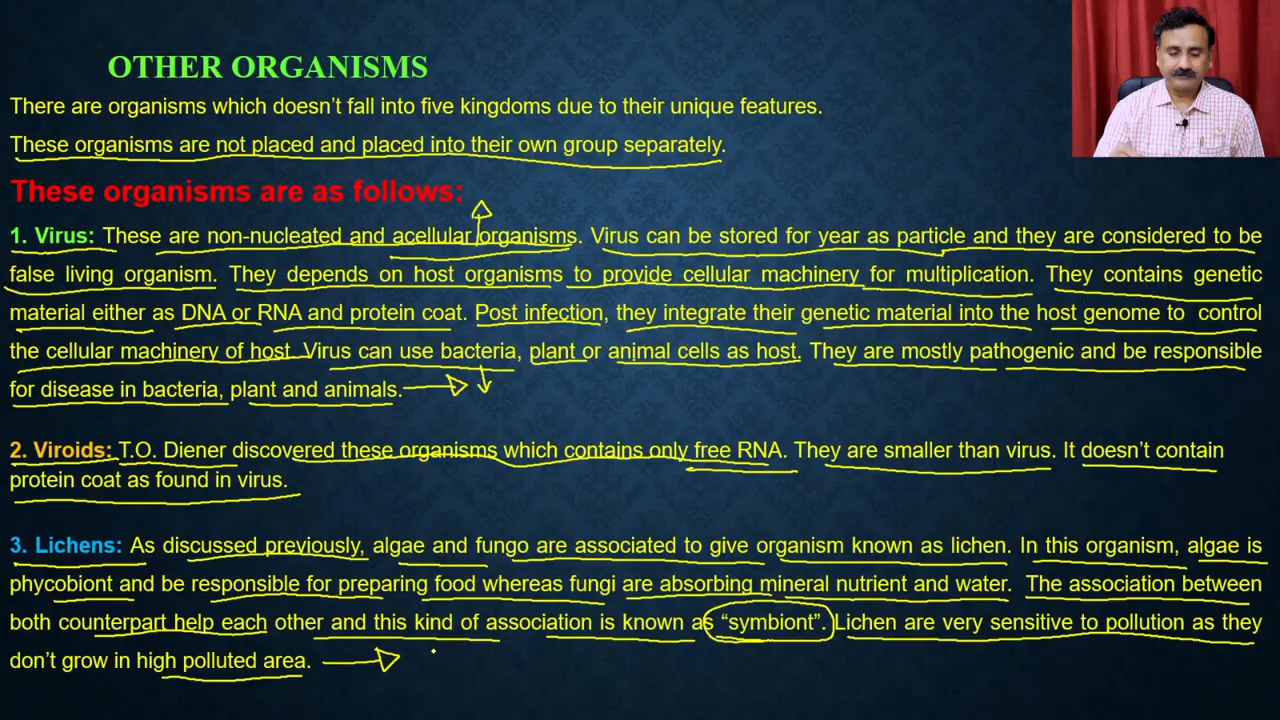 OTHER ORGANISMS
There are organisms which doesn’t fall into five kingdoms due to their unique features.
These organisms are not placed and placed into their own group separately.
These organisms are as follows:
1. Virus: These are non-nucleated and acellular organisms. Virus can be stored for year as particle and they are considered to be
false living organism. They depends on host organisms to provide cellular machinery for multiplication. They contains genetic
material either as DNA or RNA and protein coat. Post infection, they integrate their genetic material into the host genome to control
the cellular machinery of host. Virus can use bacteria, plant or animal cells as host. They are mostly pathogenic and be responsible
for disease in bacteria, plant and animals.
2. Viroids: T.O. Diener discovered these organisms which contains only free RNA. They are smaller than virus. It doesn’t contain
protein coat as found in virus.
3. Lichens: As discussed previously, algae and fungo are associated to give organism known as lichen. In this organism, algae is
phycobiont and be responsible for preparing food whereas fungi are absorbing mineral nutrient and water. The association between
both counterpart help each other and this kind of association is known as “symbiont”. Lichen are very sensitive to pollution as they
don’t grow in high polluted area.